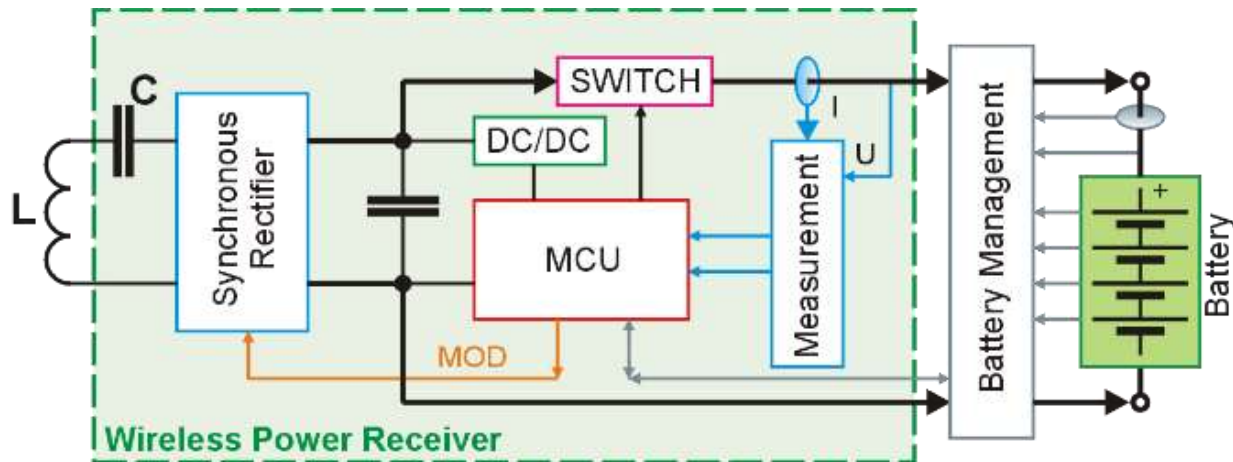 C
L
Synchronous
Rectifier
SWITCH
DC/DC
MCU
MOD
I
U
Measurement
Battery Management
+
Battery
Wireless Power Receiver